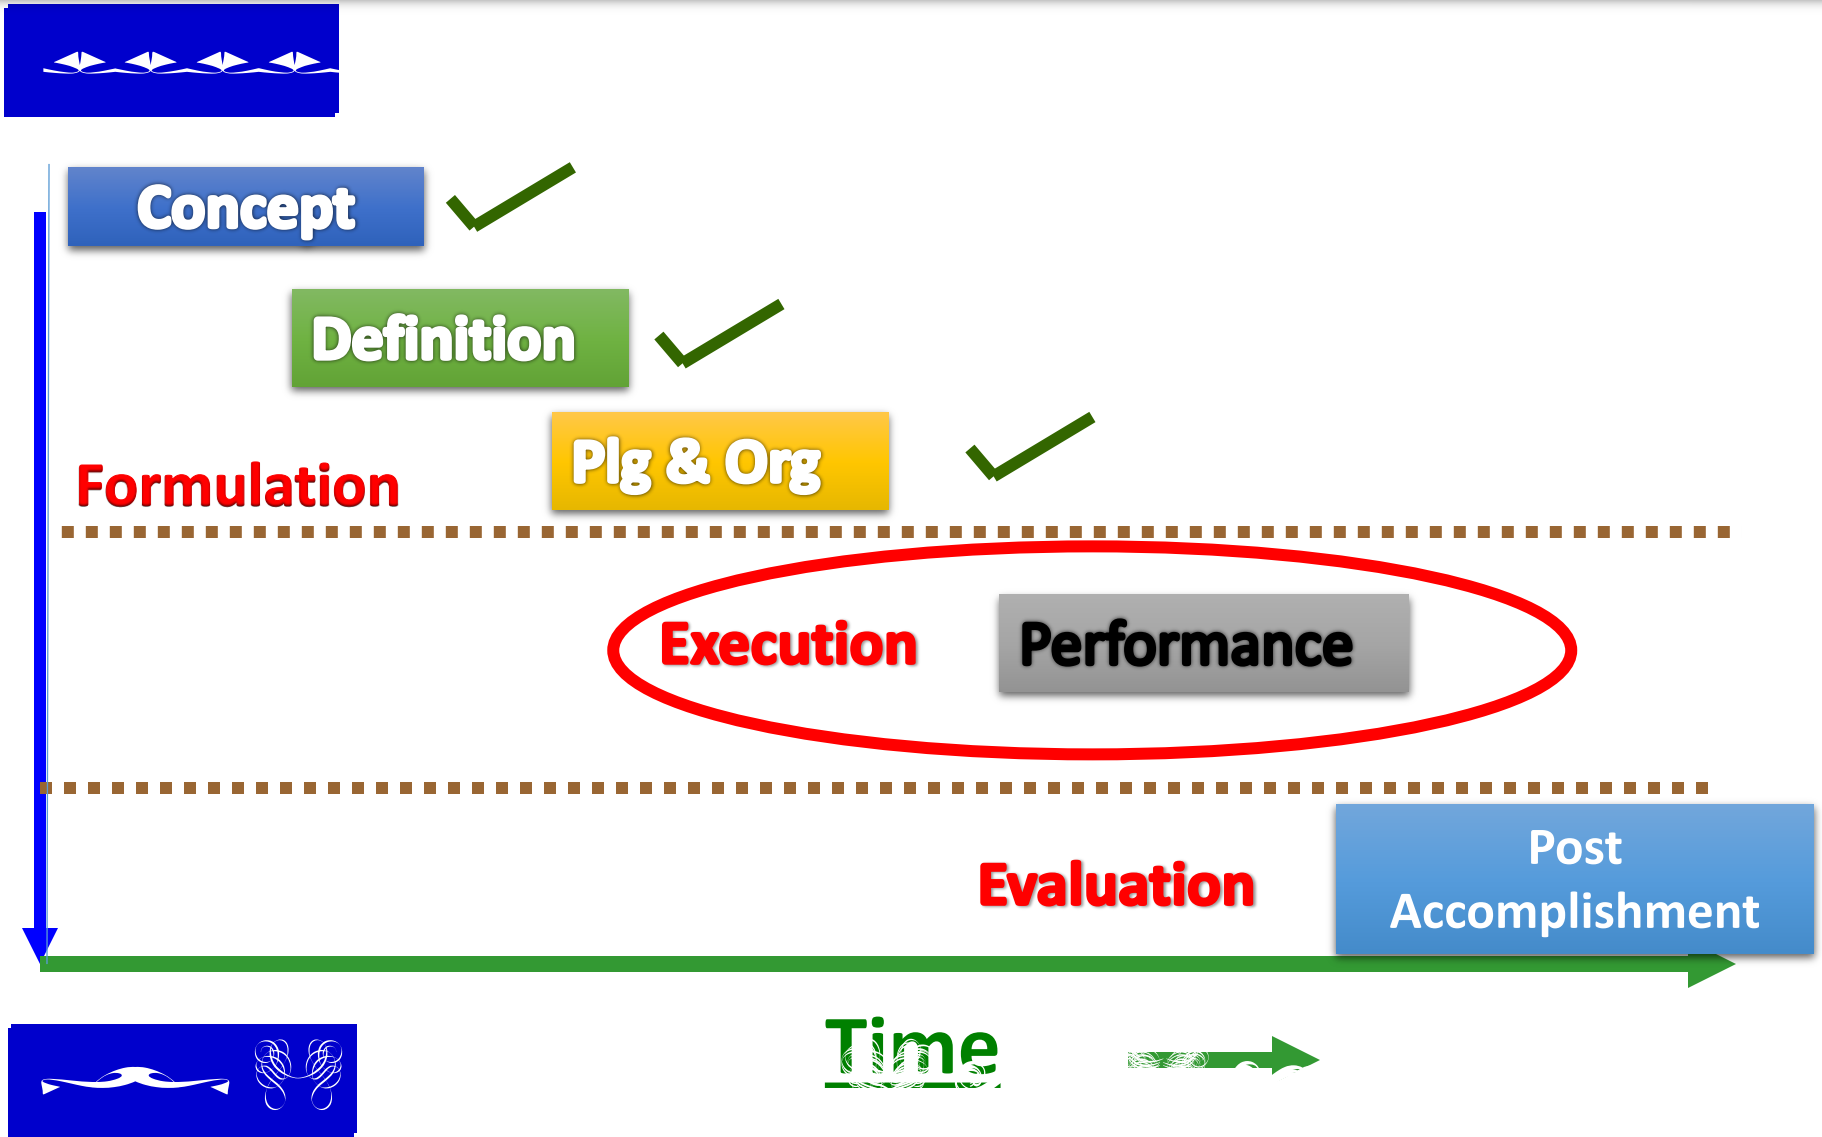 Concept
Definition
Plg & Org
Formulation
Execution
Performance
Evaluation
Post
Accomplishment
Time